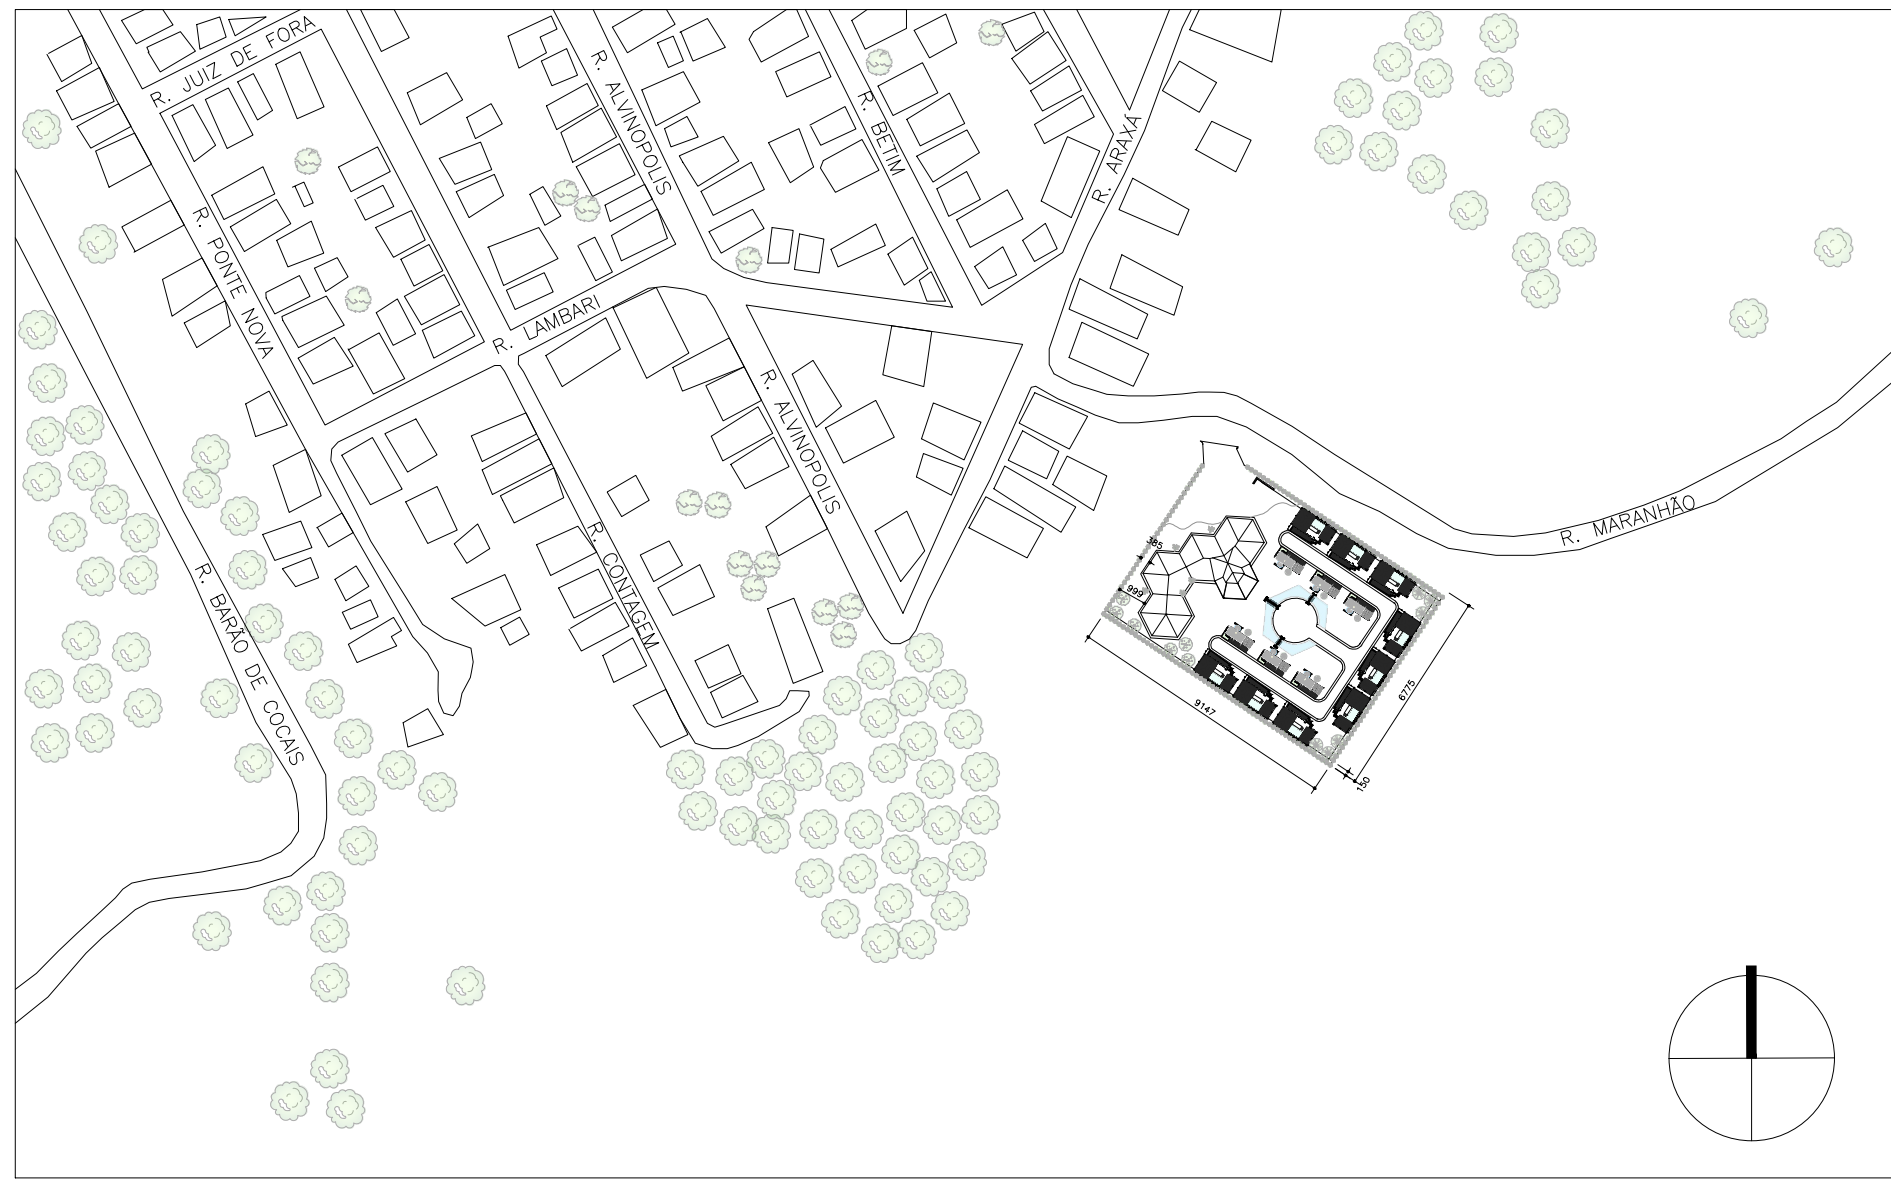 R. JUIZ DE FORA
R. ALVINOPOLIS
R. BETIM
R. ARAXÁ
R. PONTE NOVA
R. LAMBARI
R. ALVINOPOLIS
R. MARANHÃO
R. CONTAGEM
R. BARÃO DE COCAIS
385
999
6775
9147
150